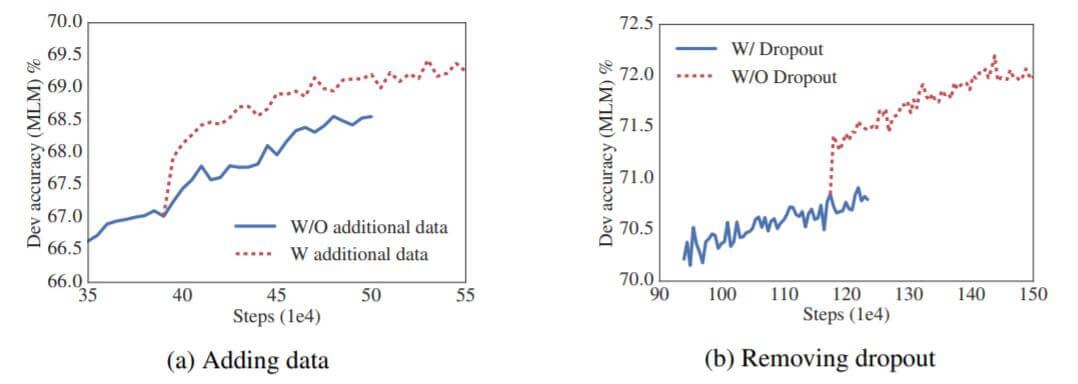 Dev accuracy (MLM) %
70.0
69.5
69.0
68.5
68.0
67.5
67.0
66.5
66.0
W/O additional data
W additional data
35 40 45 50 55
Steps (1e4)
(a) Adding data
Dev accuracy (MLM) %
72.5
72.0
71.5
71.0
70.5
70.0
W/ Dropout
W/O Dropout
90 100 110 120 130 140 150
Steps (1e4)
(b) Removing dropout